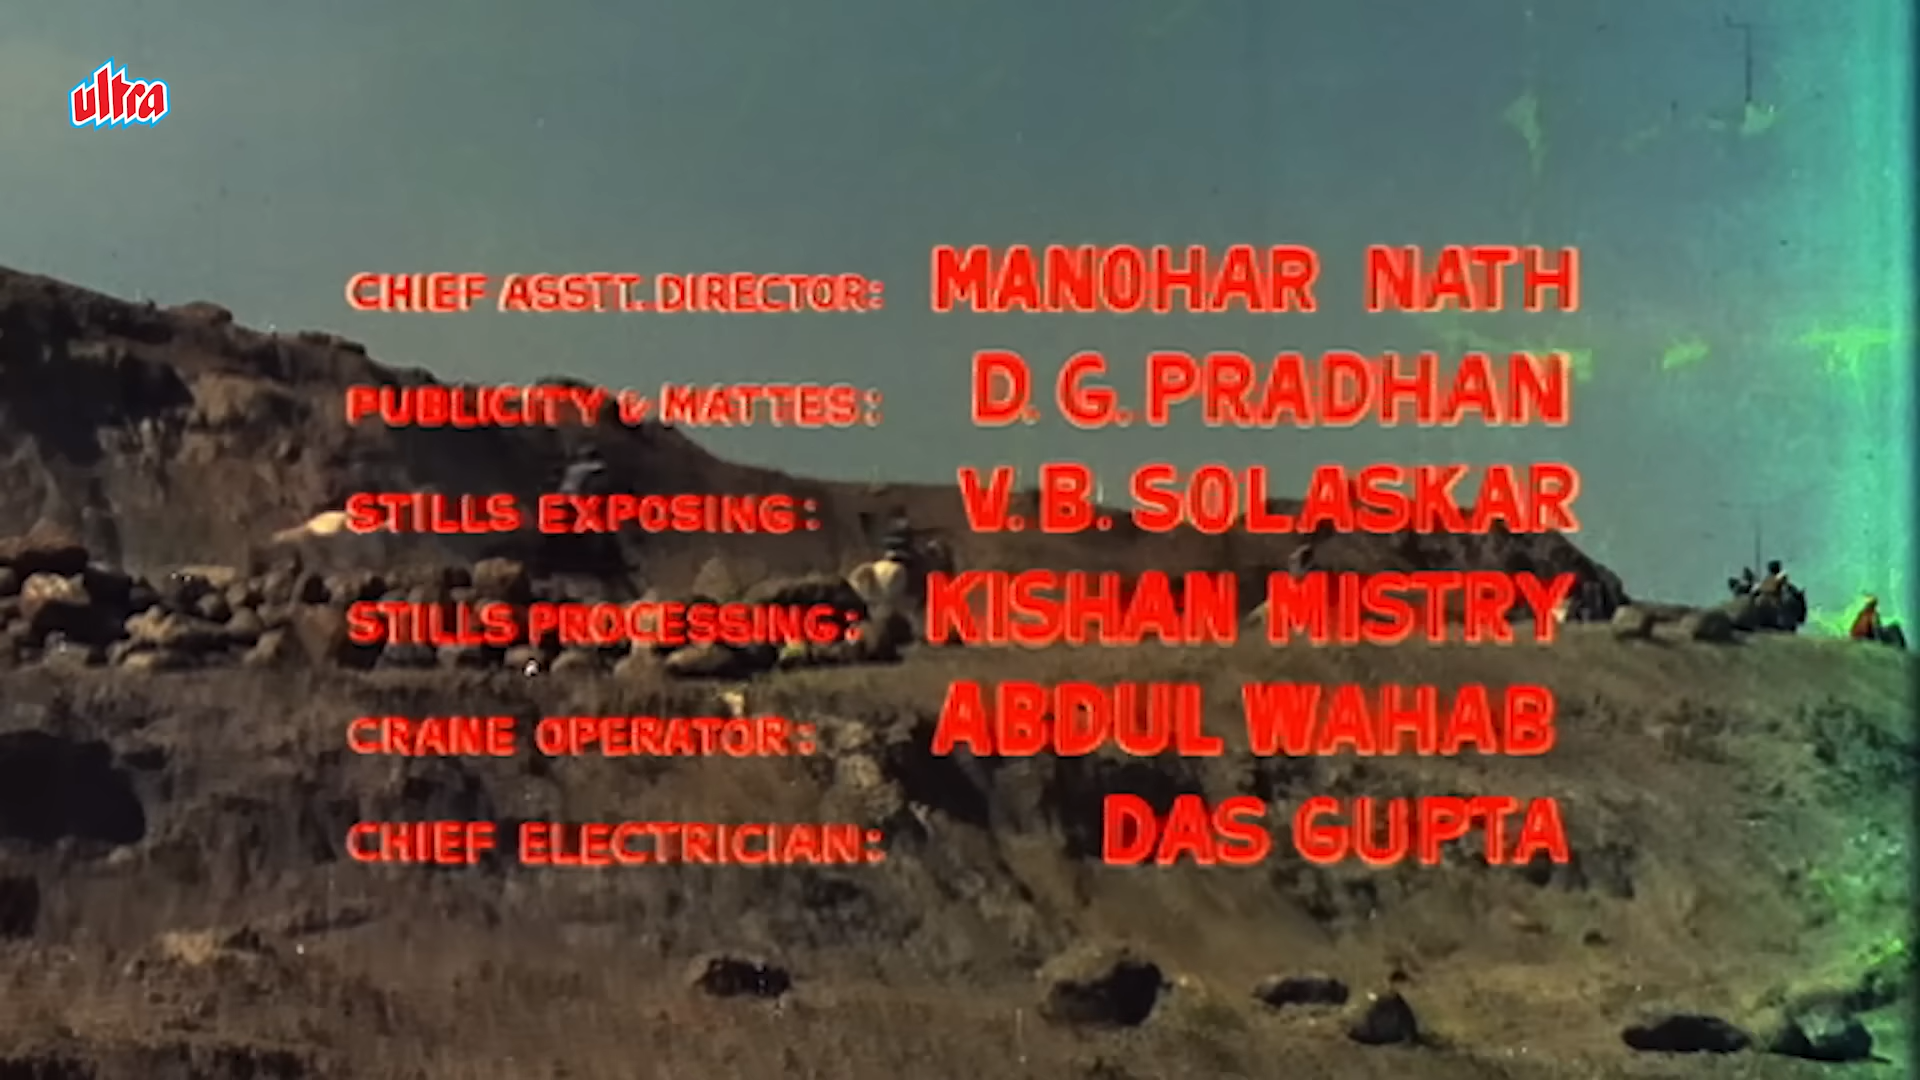 ultra
CHIEF ASSTT. DIRECTOR: MANOHAR NATH
PUBLICITY & MATTES: D. G. PRADHAN
STILLS EXPOSING: V. B. SOLASKAR
STILLS PROCESSING: KISHAN MISTRY
CRANE OPERATOR: ABDUL WAHAB
CHIEF ELECTRICIAN: DAS GUPTA